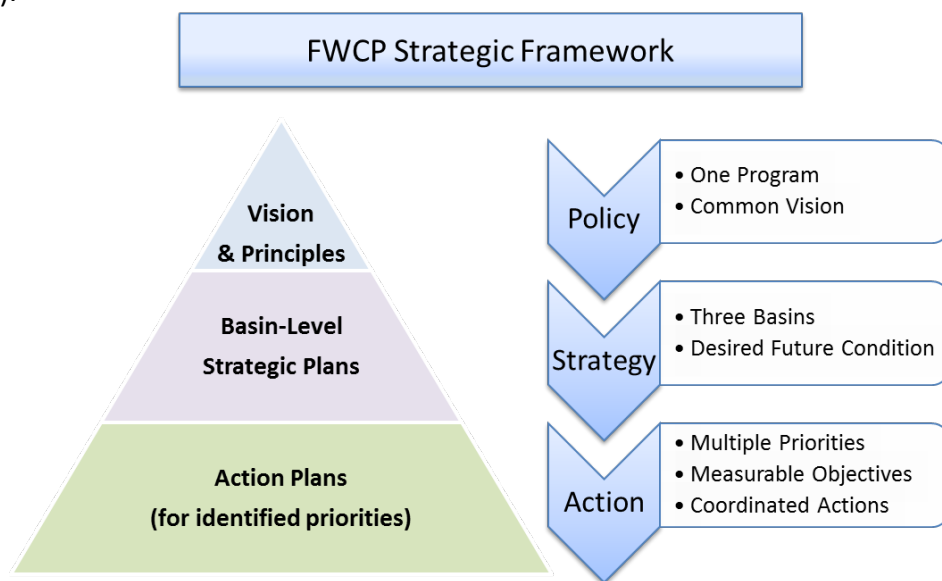 ).
FWCP Strategic Framework
Vision
& Principles
Basin-Level
Strategic Plans
Action Plans
(for identified priorities)
Policy
• One Program
• Common Vision
Strategy
• Three Basins
• Desired Future Condition
Action
• Multiple Priorities
• Measurable Objectives
• Coordinated Actions